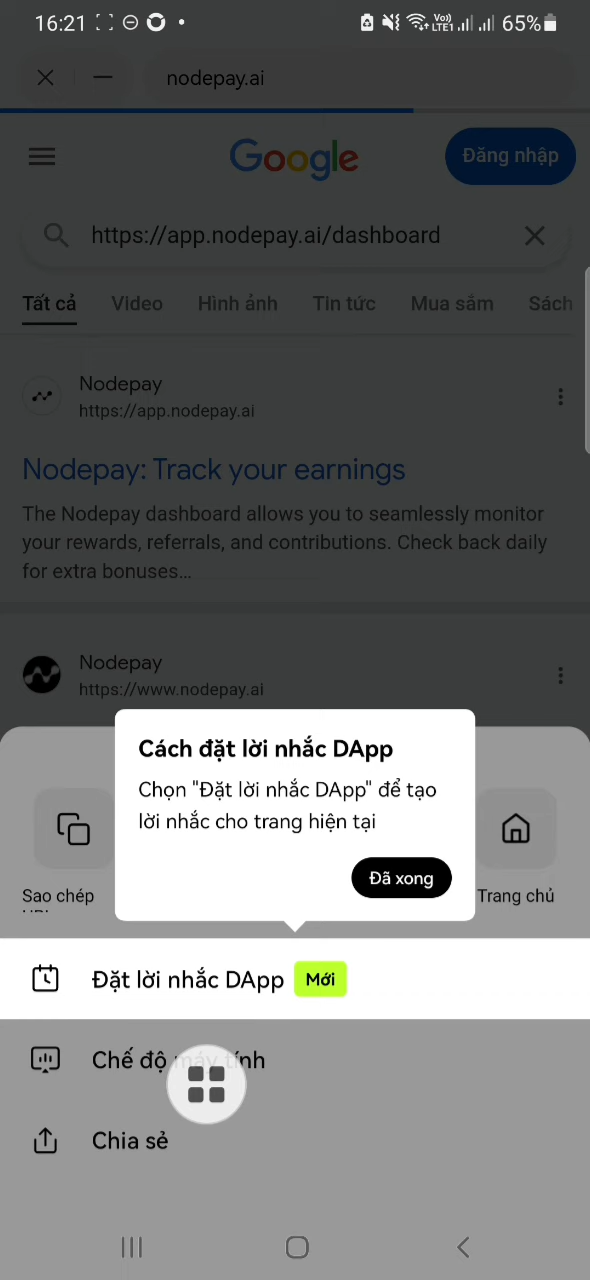 16:21
Vo))
LTE1
65%
nodepay.ai
Google
Đăng nhập
https://app.nodepay.ai/dashboard
Tất cả Video Hình ảnh Tin tức Mua sắm Sách
Nodepay
https://app.nodepay.ai
Nodepay: Track your earnings
The Nodepay dashboard allows you to seamlessly monitor
your rewards, referrals, and contributions. Check back daily
for extra bonuses...
Nodepay
https://www.nodepay.ai
Cách đặt lời nhắc DApp
Chọn "Đặt lời nhắc DApp" để tạo
lời nhắc cho trang hiện tại
Đã xong
Sao chép
Trang chủ
Đặt lời nhắc DApp Mới
Chế độ máy tính
Chia sẻ